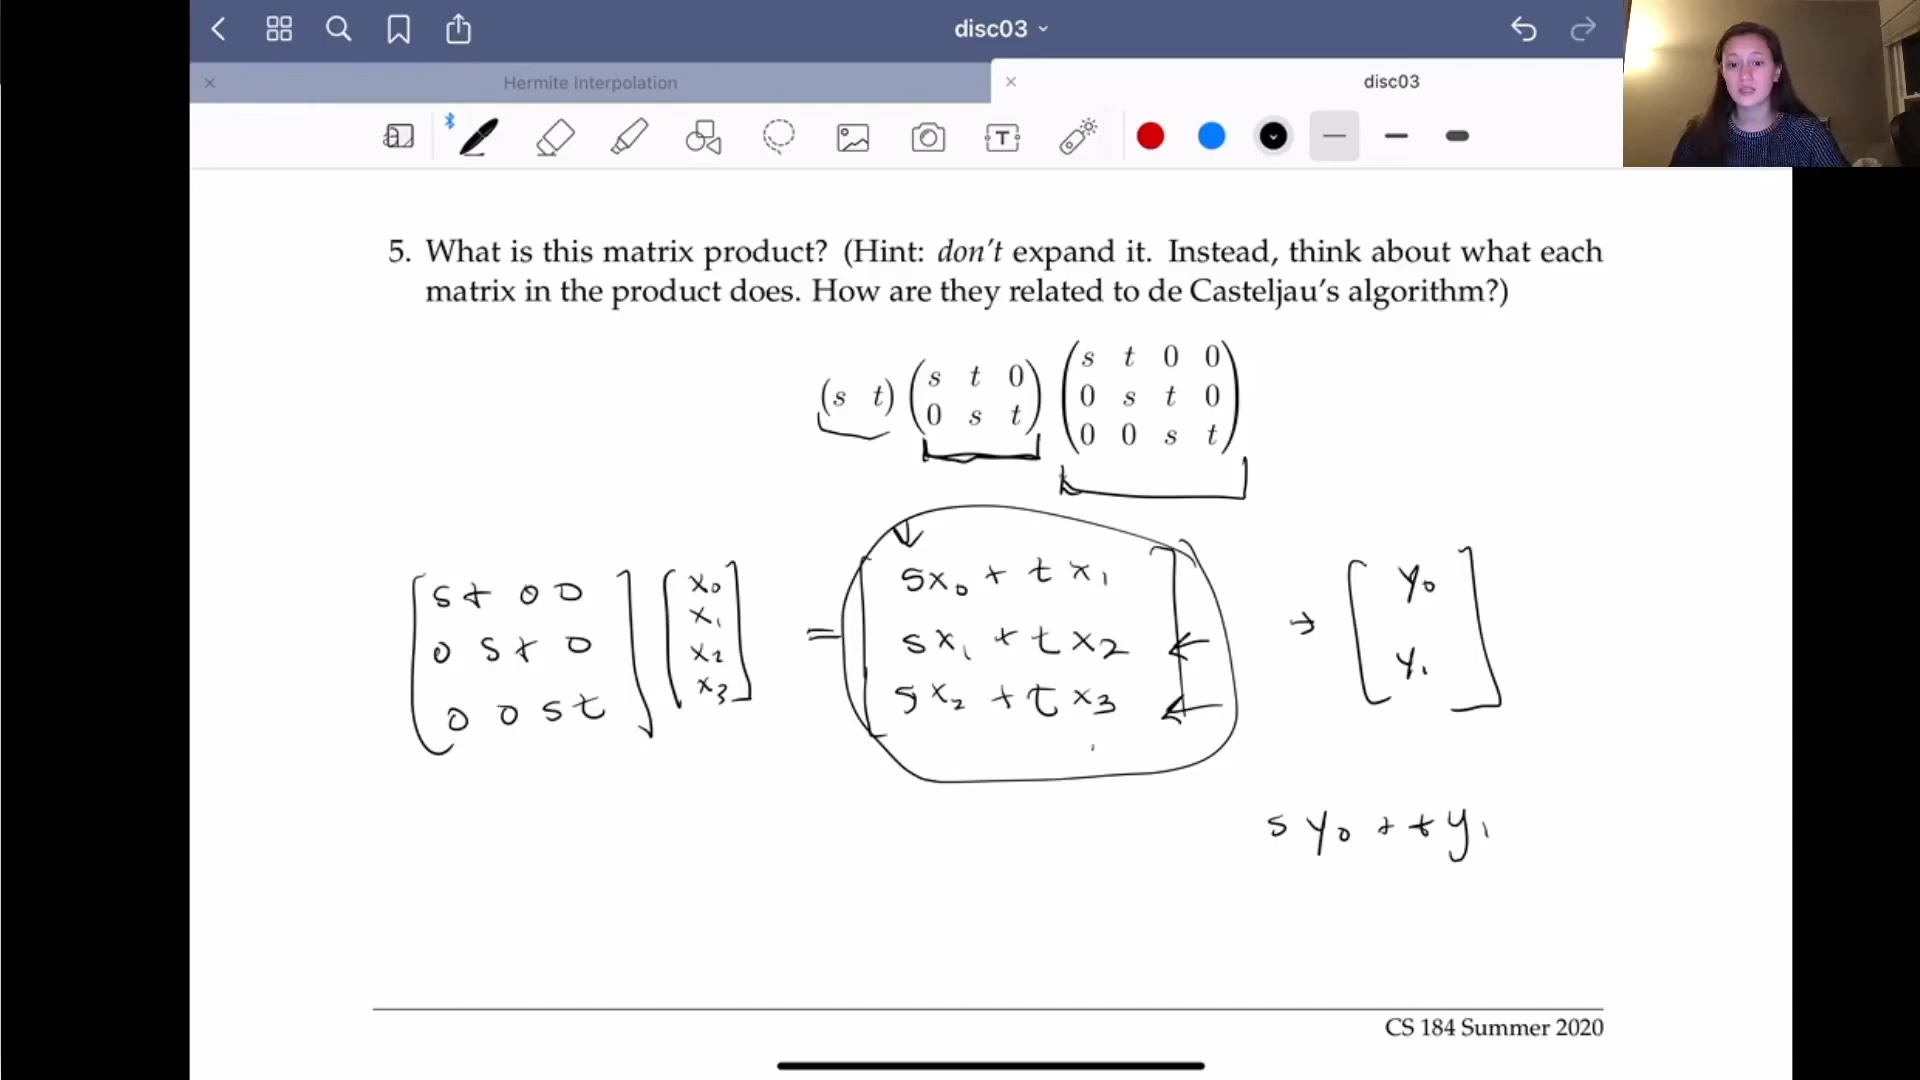 disc03
Hermite Interpolation
disc03
T
5. What is this matrix product? (Hint: don't expand it. Instead, think about what each
matrix in the product does. How are they related to de Casteljau's algorithm?)
(s t) (s t 0 (s t 0 0
0 s t) 0 s t 0
0 0 s t)
[s t 0 0 [x₀ = [sx₀ + tx₁ → [y₀
0 s t 0 x₁ sx₁ + tx₂ y₁]
0 0 s t] x₂ sx₂ + tx₃]
x₃]
sy₀ + ty₁
CS 184 Summer 2020